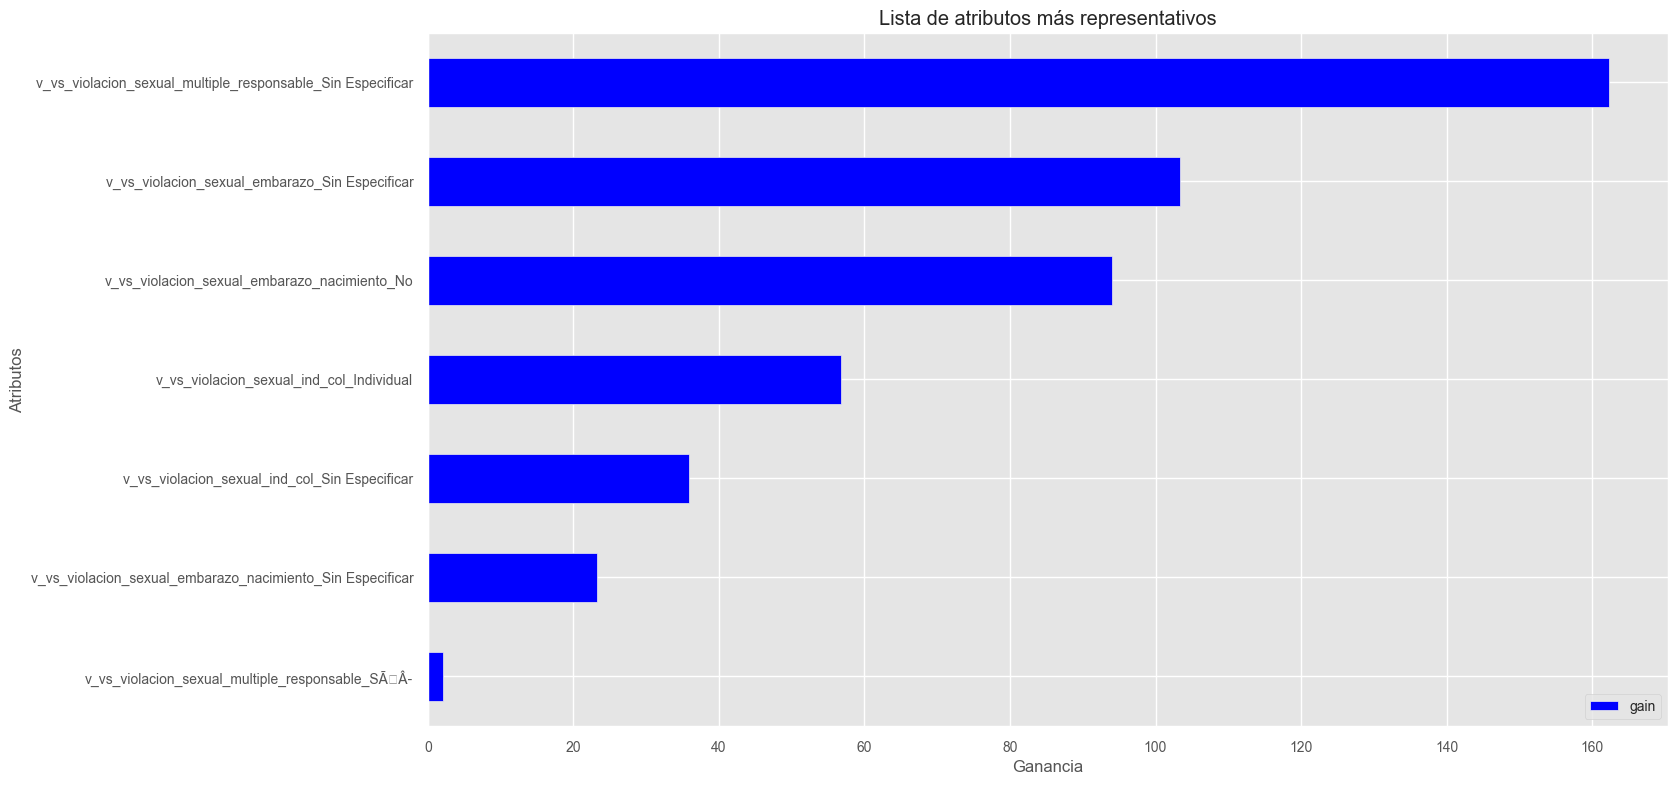 Lista de atributos más representativos
v_vs_violacion_sexual_multiple_responsable_Sin Especificar
v_vs_violacion_sexual_embarazo_Sin Especificar
v_vs_violacion_sexual_embarazo_nacimiento_No
v_vs_violacion_sexual_ind_col_Individual
v_vs_violacion_sexual_ind_col_Sin Especificar
v_vs_violacion_sexual_embarazo_nacimiento_Sin Especificar
v_vs_violacion_sexual_multiple_responsable_SÃ□Â-
Atributos
gain
0 20 40 60 80 100 120 140 160
Ganancia